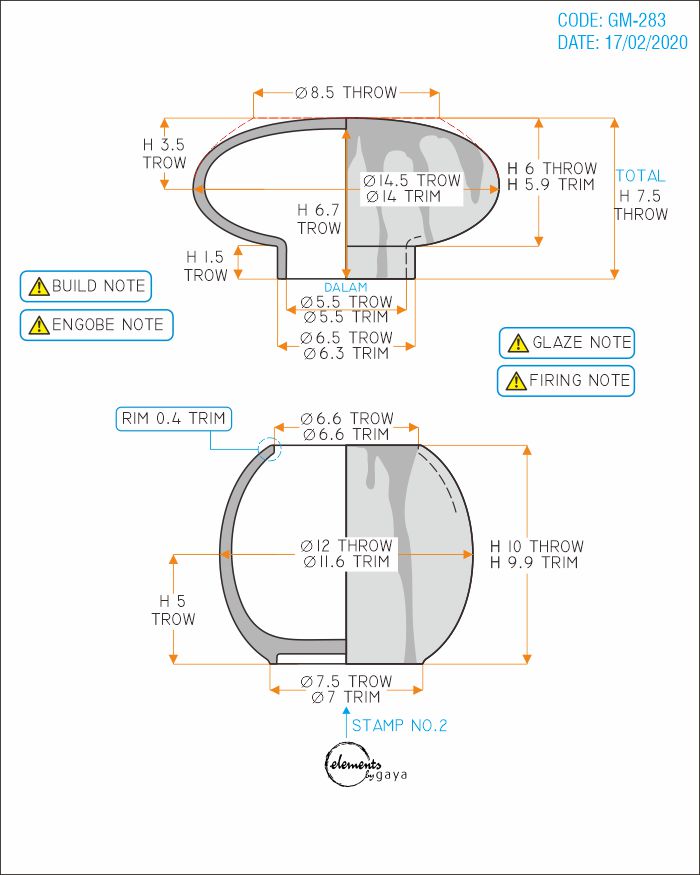 CODE: GM-283
DATE: 17/02/2020
Ø8.5 THROW
H 3.5
TROW
Ø14.5 TROW
Ø14 TRIM
H 6 THROW
H 5.9 TRIM
TOTAL
H 7.5
THROW
H 6.7
TROW
H 1.5
TROW
DALAM
Ø5.5 TROW
Ø5.5 TRIM
Ø6.5 TROW
Ø6.3 TRIM
BUILD NOTE
ENGOBE NOTE
GLAZE NOTE
FIRING NOTE
RIM 0.4 TRIM
Ø6.6 TROW
Ø6.6 TRIM
Ø12 THROW
Ø11.6 TRIM
H 10 THROW
H 9.9 TRIM
H 5
TROW
Ø7.5 TROW
Ø7 TRIM
STAMP NO.2
elements
by gaya